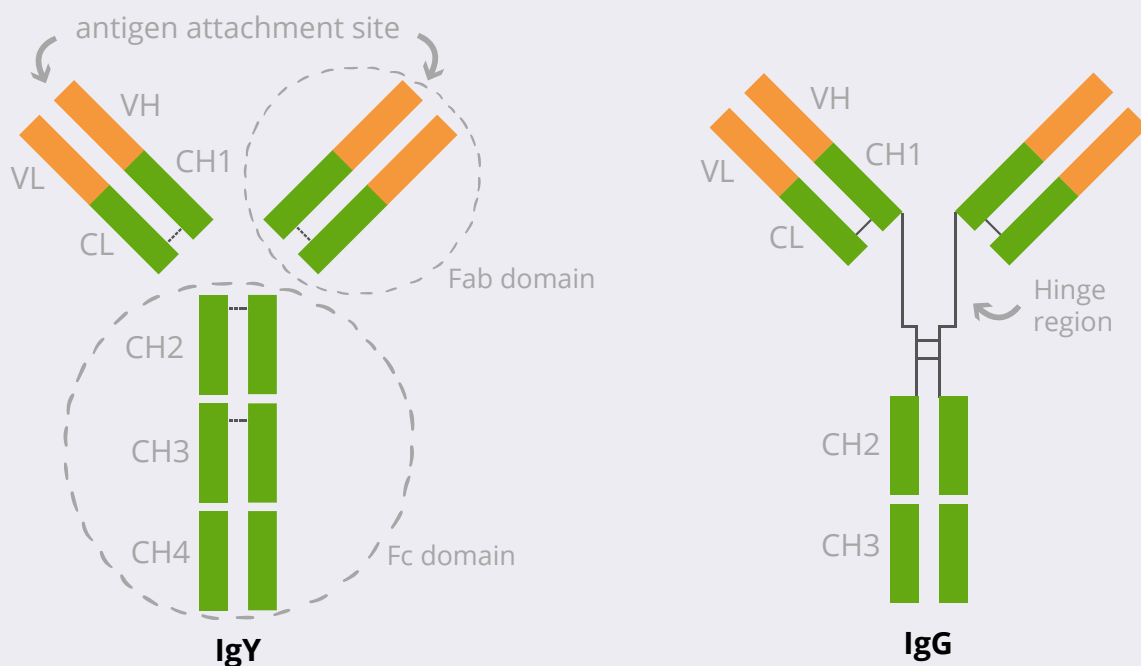 antigen attachment site
VH
CH1
VL
CL
Fab domain
CH2
CH3
CH4
Fc domain
IgY
VH
CH1
VL
CL
Hinge
region
CH2
CH3
IgG